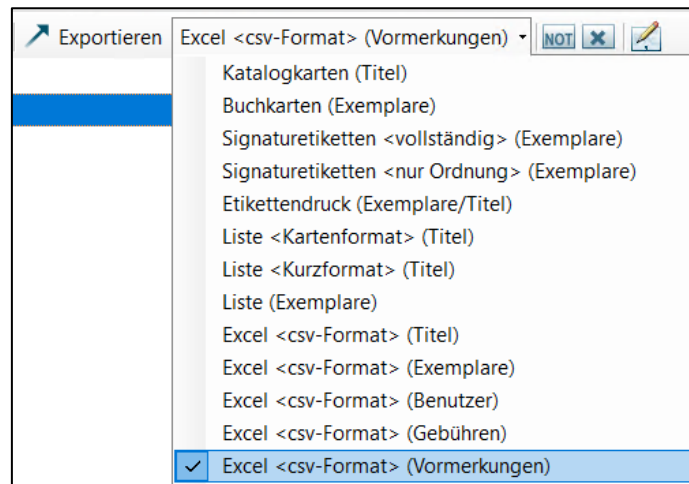 Exportieren Excel <csv-Format> (Vormerkungen) NOT
Katalogkarten (Titel)
Buchkarten (Exemplare)
Signaturetiketten <vollständig> (Exemplare)
Signaturetiketten <nur Ordnung> (Exemplare)
Etikettendruck (Exemplare/Titel)
Liste <Kartenformat> (Titel)
Liste <Kurzformat> (Titel)
Liste (Exemplare)
Excel <csv-Format> (Titel)
Excel <csv-Format> (Exemplare)
Excel <csv-Format> (Benutzer)
Excel <csv-Format> (Gebühren)
Excel <csv-Format> (Vormerkungen)